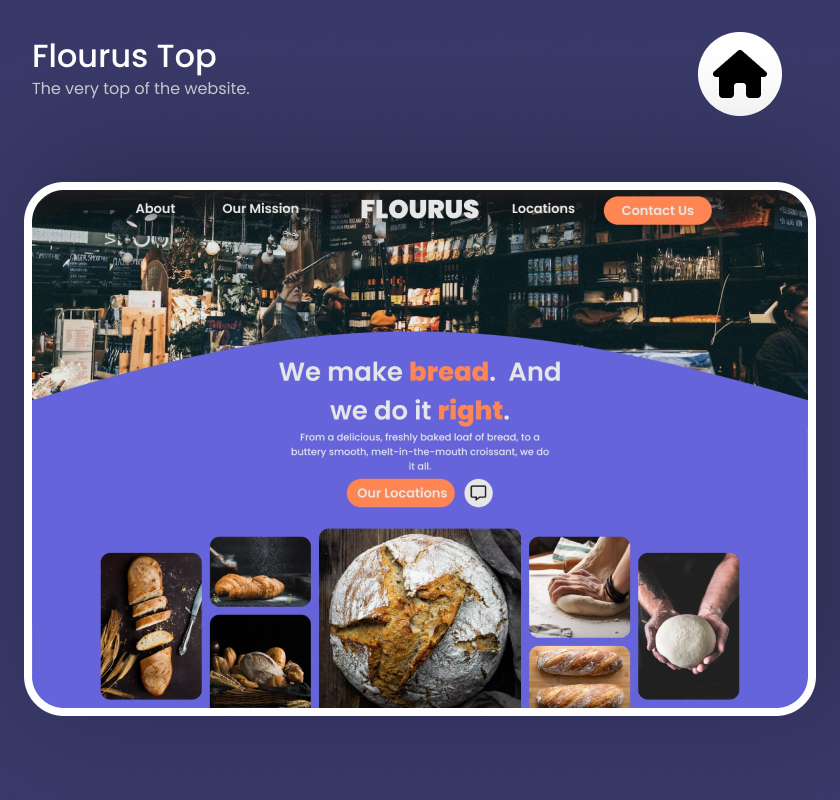 Flourus Top
The very top of the website.
About Our Mission FLOURUS Locations Contact Us
We make bread. And
we do it right.
From a delicious, freshly baked loaf of bread, to a
buttery smooth, melt-in-the-mouth croissant, we do
it all.
Our Locations